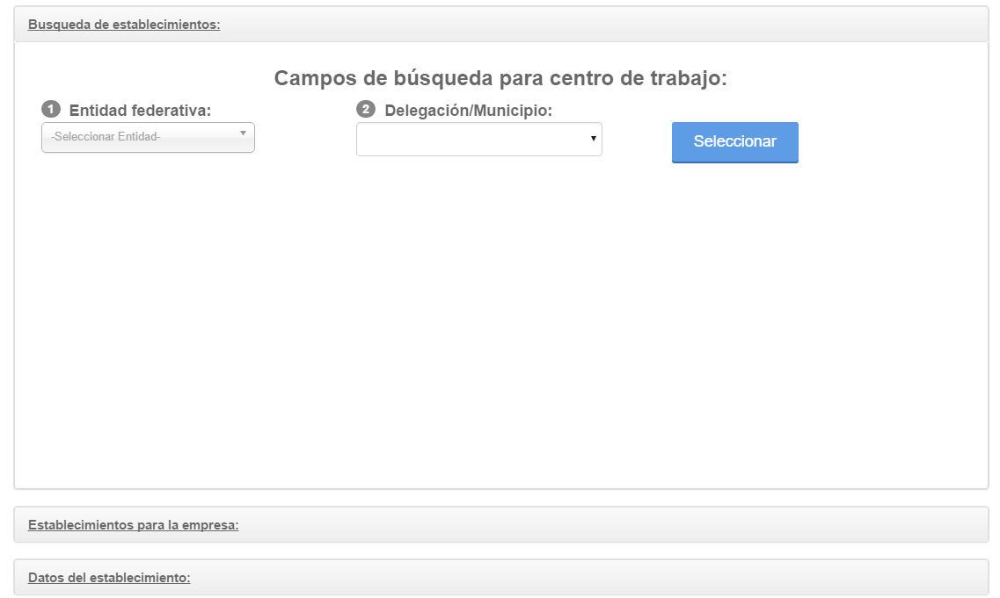 Busqueda de establecimientos:
Campos de búsqueda para centro de trabajo:
1 Entidad federativa:
-Seleccionar Entidad-
2 Delegación/Municipio:
Seleccionar
Establecimientos para la empresa:
Datos del establecimiento: